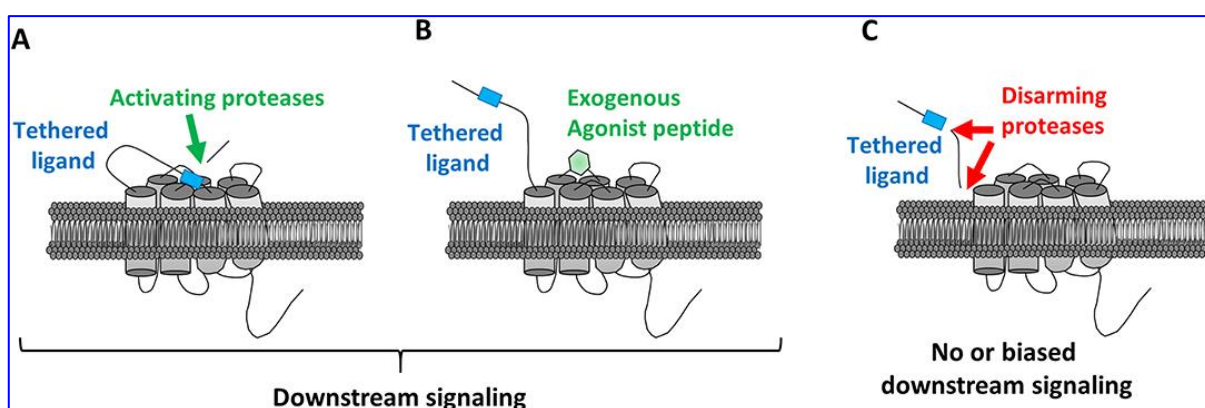 A
Activating proteases
Tethered
ligand
B
Tethered
ligand
Exogenous
Agonist peptide
Downstream signaling
C
Disarming
proteases
Tethered
ligand
No or biased
downstream signaling